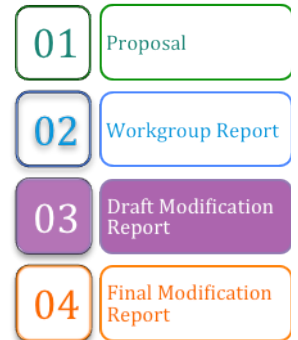 01 Proposal
02 Workgroup Report
03 Draft Modification
Report
04 Final Modification
Report